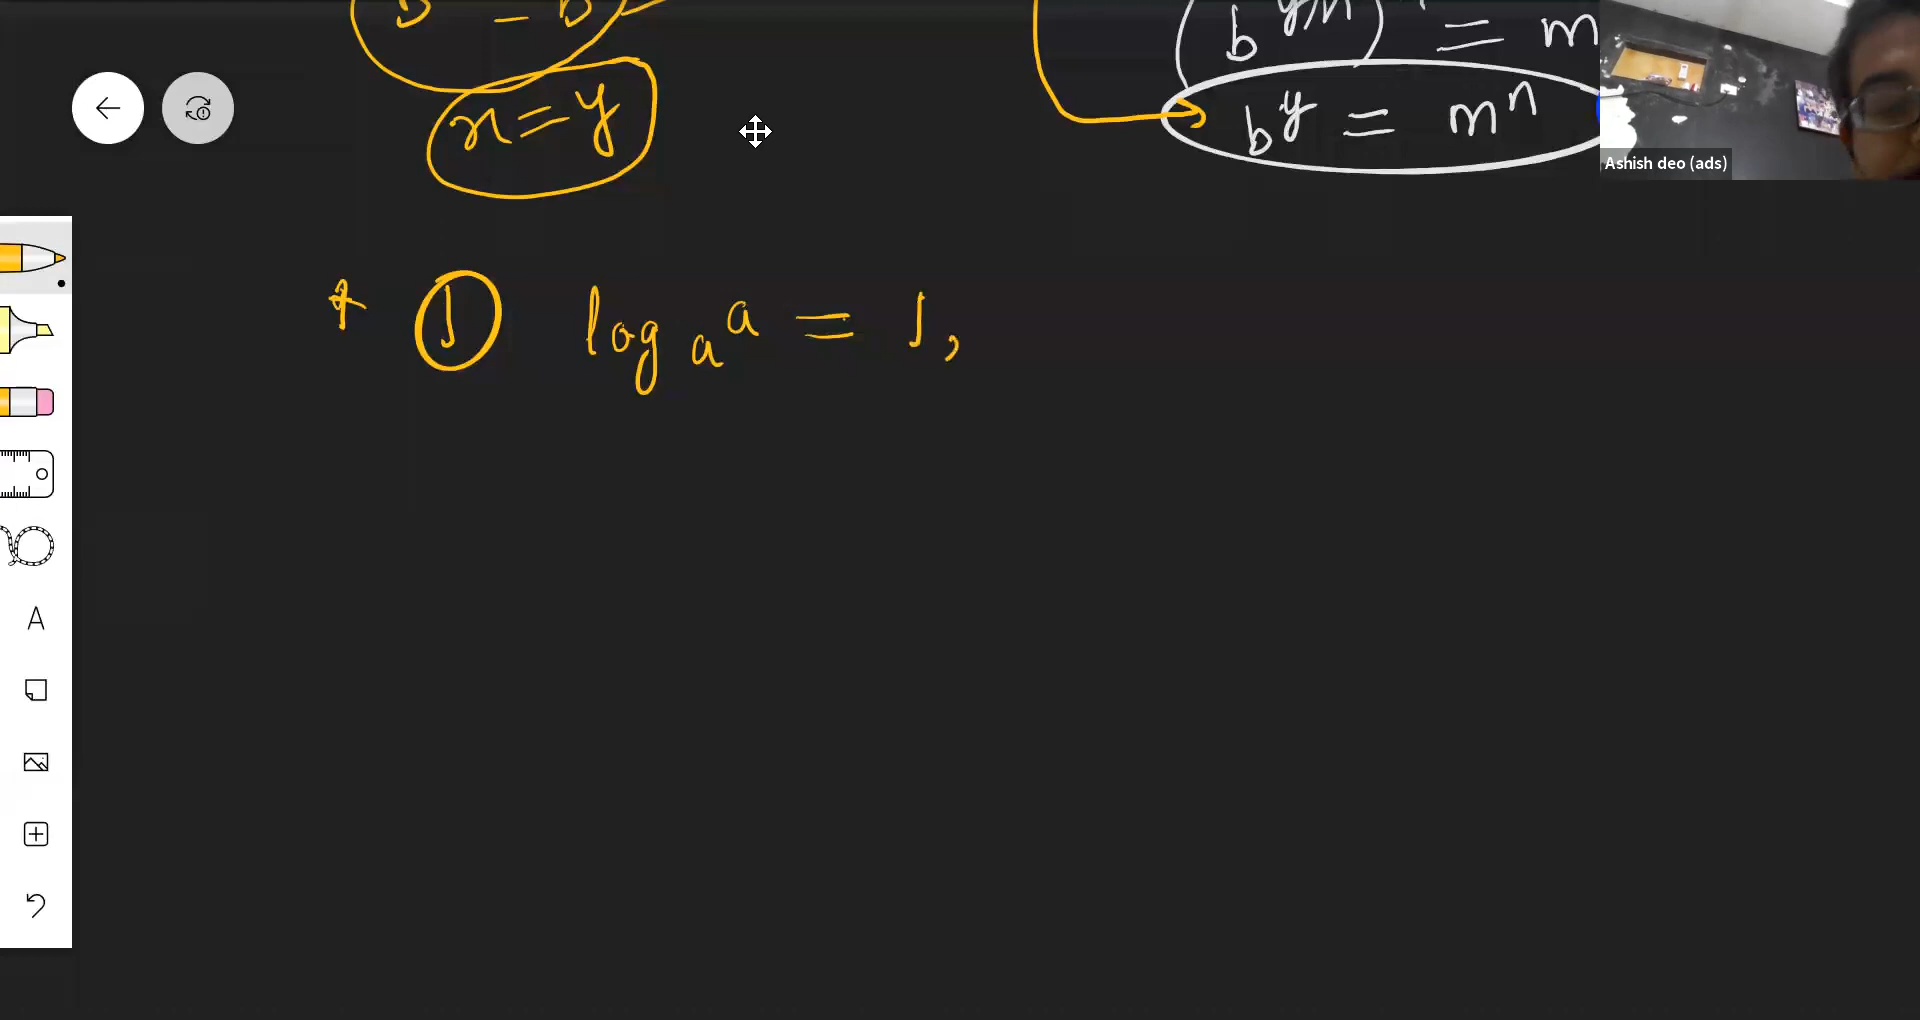 b^(y/n) = m
x = y
b^y = m^n
Ashish deo (ads)
* ① log_a a = 1,
A